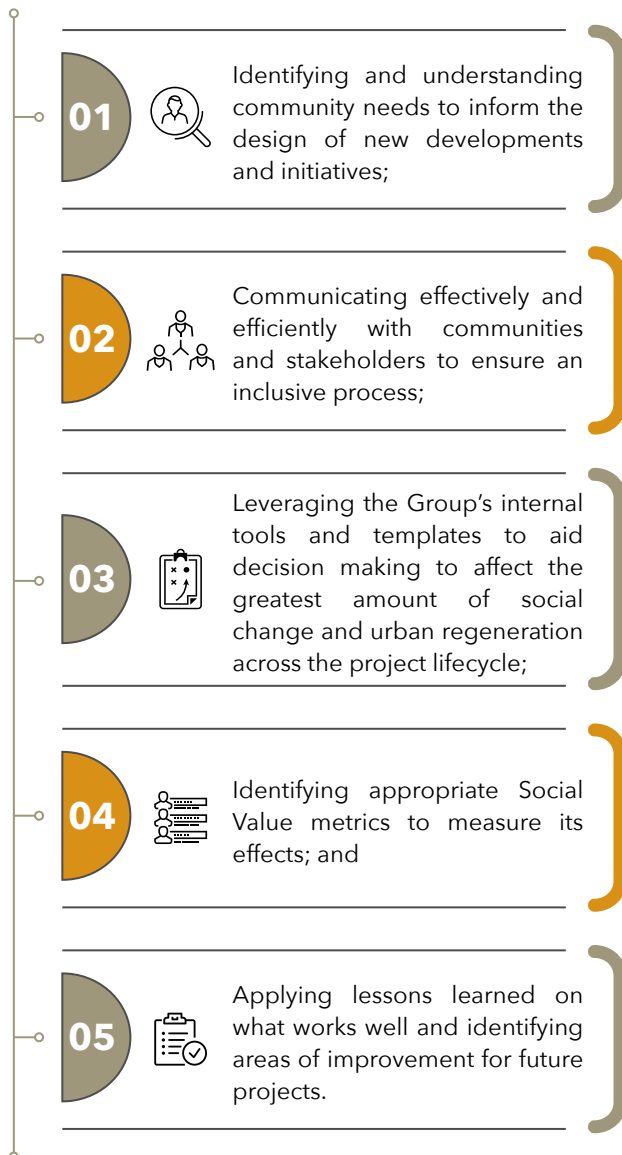 01
Identifying and understanding
community needs to inform the
design of new developments
and initiatives;
02
Communicating effectively and
efficiently with communities
and stakeholders to ensure an
inclusive process;
03
Leveraging the Group's internal
tools and templates to aid
decision making to affect the
greatest amount of social
change and urban regeneration
across the project lifecycle;
04
Identifying appropriate Social
Value metrics to measure its
effects; and
05
Applying lessons learned on
what works well and identifying
areas of improvement for future
projects.